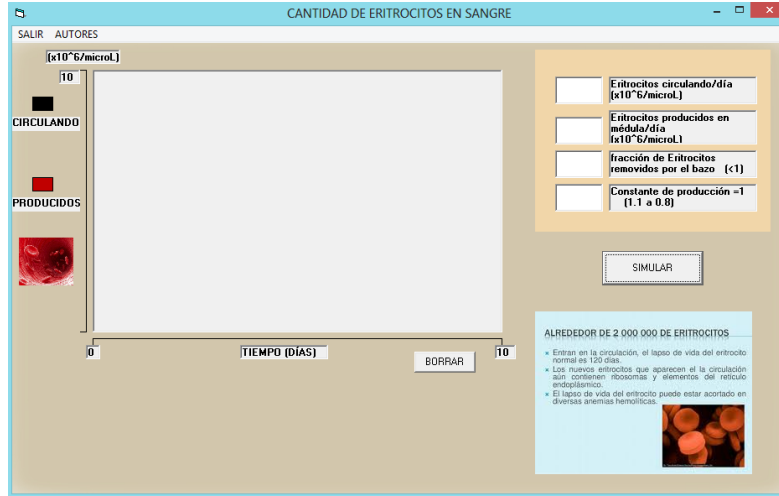 CANTIDAD DE ERITROCITOS EN SANGRE
SALIR AUTORES
(x10^6/microL)
10
CIRCULANDO
PRODUCIDOS
0
TIEMPO (DÍAS)
10
BORRAR
Eritrocitos circulando/día
(x10^6/microL)
Eritrocitos producidos en
médula/día
(x10^6/microL)
fracción de Eritrocitos
removidos por el bazo (<1)
Constante de producción =1
(1.1 a 0.8)
SIMULAR
ALREDEDOR DE 2 000 000 DE ERITROCITOS
Entran en la circulación, el lapso de vida del eritrocito
normal es 120 días.
Los nuevos eritrocitos que aparecen el la circulación
aún contienen ribosomas y elementos del retículo
endoplásmico.
El lapso de vida del eritrocito puede estar acortado en
diversas anemias hemolíticas.